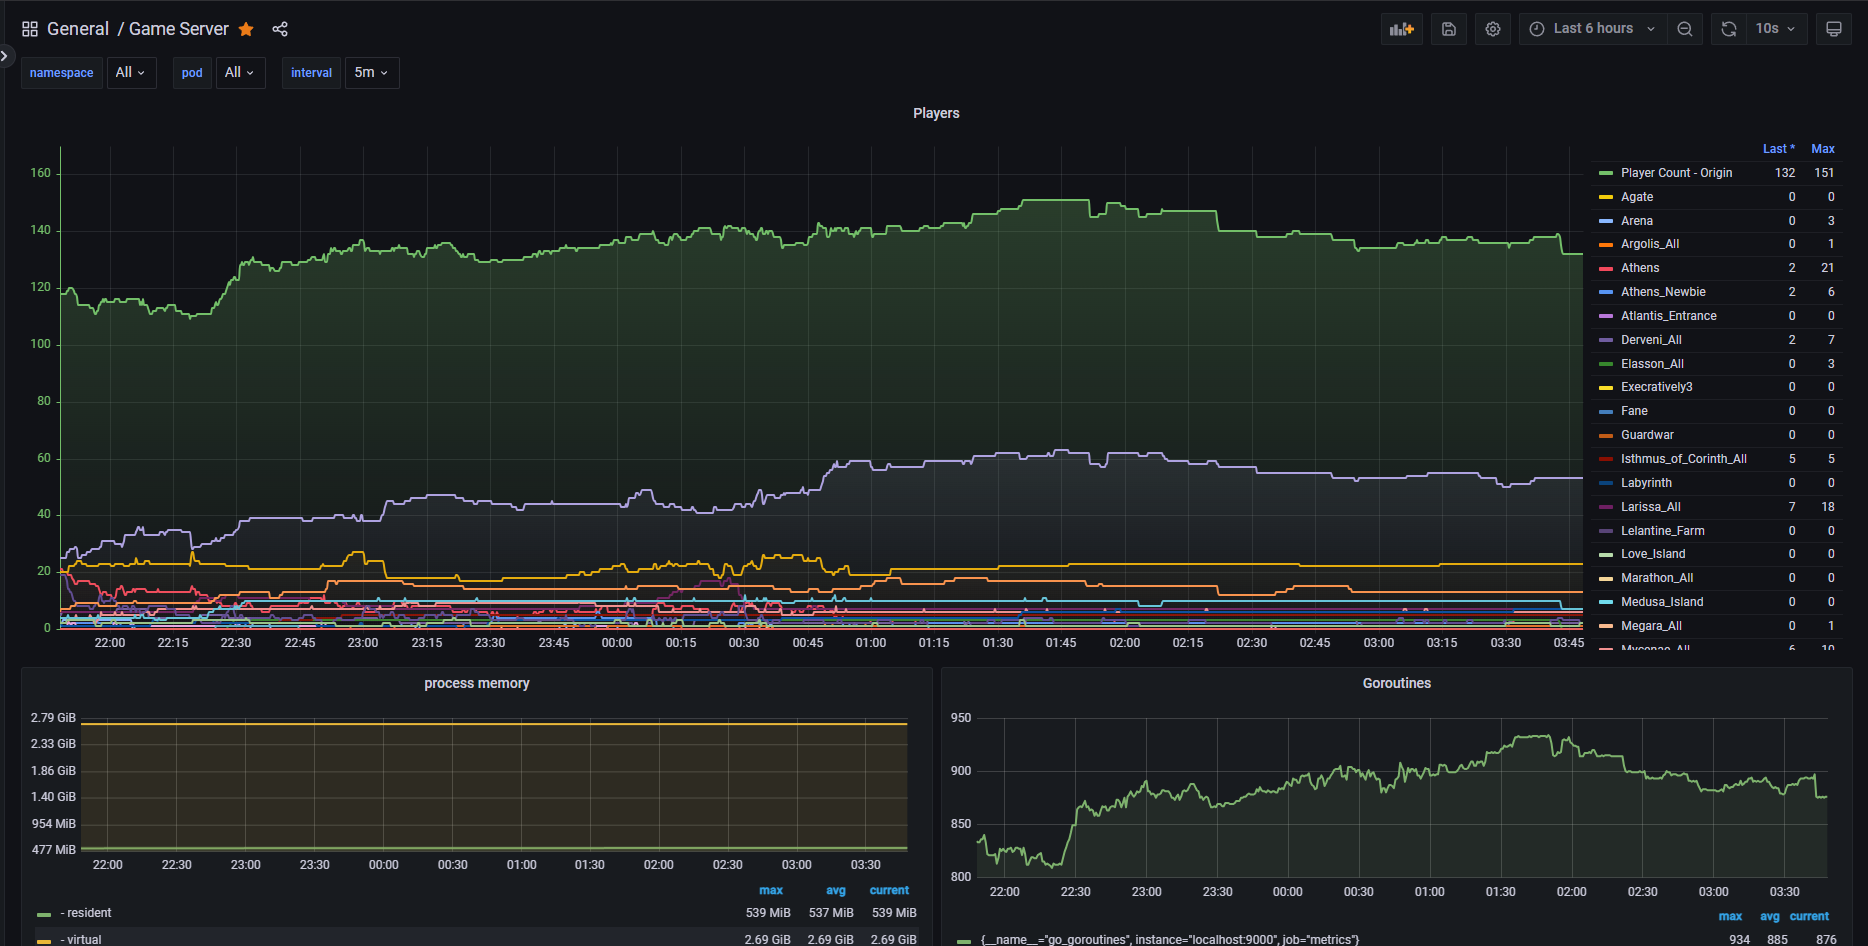 General / Game Server
Last 6 hours
10s
namespace All pod All interval 5m
Players
160
140
120
100
80
60
40
20
0
22:00 22:15 22:30 22:45 23:00 23:15 23:30 23:45 00:00 00:15 00:30 00:45 01:00 01:15 01:30 01:45 02:00 02:15 02:30 02:45 03:00 03:15 03:30 03:45
Last * Max
Player Count - Origin 132 151
Agate 0 0
Arena 0 3
Argolis_All 0 1
Athens 2 21
Athens_Newbie 2 6
Atlantis_Entrance 0 0
Derveni_All 2 7
Elasson_All 0 3
Execratively3 0 0
Fane 0 0
Guardwar 0 0
Isthmus_of_Corinth_All 5 5
Labyrinth 0 0
Larissa_All 7 18
Lelantine_Farm 0 0
Love_Island 0 0
Marathon_All 0 0
Medusa_Island 0 0
Megara_All 0 1
Mycenae_All 6 10
process memory
2.79 GiB
2.33 GiB
1.86 GiB
1.40 GiB
954 MiB
477 MiB
22:00 22:30 23:00 23:30 00:00 00:30 01:00 01:30 02:00 02:30 03:00 03:30
max avg current
- resident 539 MiB 537 MiB 539 MiB
- virtual 2.69 GiB 2.69 GiB 2.69 GiB
Goroutines
950
900
850
800
22:00 22:30 23:00 23:30 00:00 00:30 01:00 01:30 02:00 02:30 03:00 03:30
max avg current
{__name__="go_goroutines", instance="localhost:9000", job="metrics"} 934 885 876